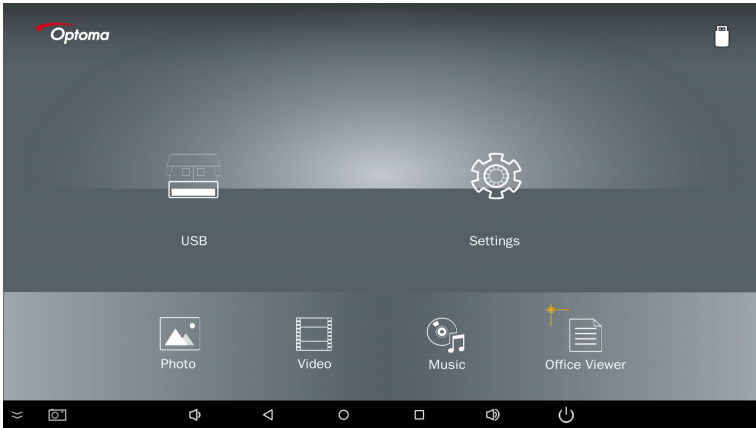 Optoma
USB
Settings
Photo
Video
Music
Office Viewer